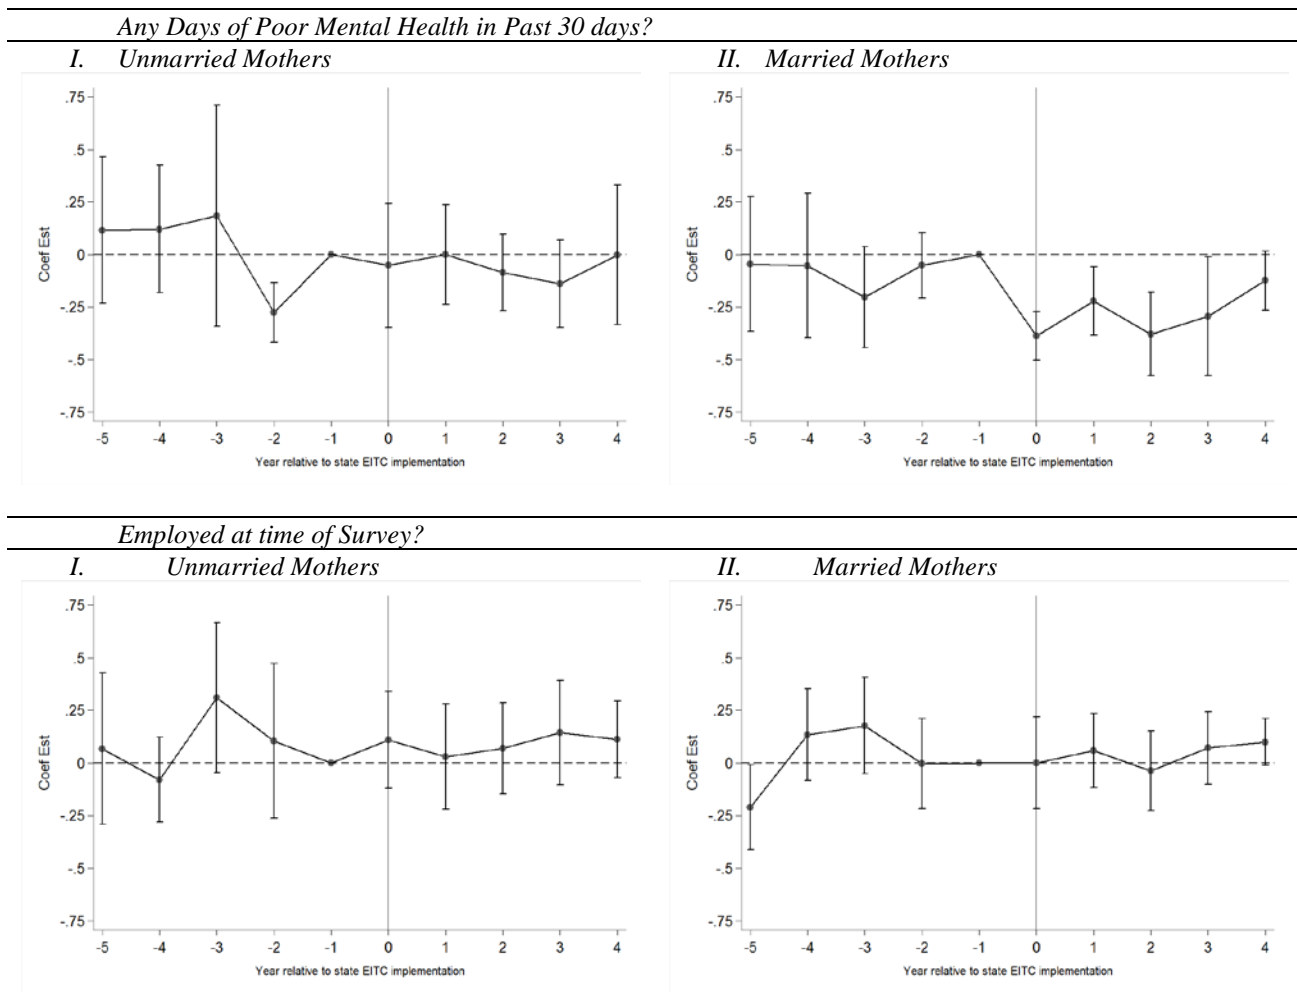 Any Days of Poor Mental Health in Past 30 days?
I. Unmarried Mothers
II. Married Mothers
.75
.5
.25
0
-.25
-.5
-.75
Coef Est
-5 -4 -3 -2 -1 0 1 2 3 4
Year relative to state EITC implementation
.75
.5
.25
0
-.25
-.5
-.75
Coef Est
-5 -4 -3 -2 -1 0 1 2 3 4
Year relative to state EITC implementation
Employed at time of Survey?
I. Unmarried Mothers
II. Married Mothers
.75
.5
.25
0
-.25
-.5
-.75
Coef Est
-5 -4 -3 -2 -1 0 1 2 3 4
Year relative to state EITC implementation
.75
.5
.25
0
-.25
-.5
-.75
Coef Est
-5 -4 -3 -2 -1 0 1 2 3 4
Year relative to state EITC implementation